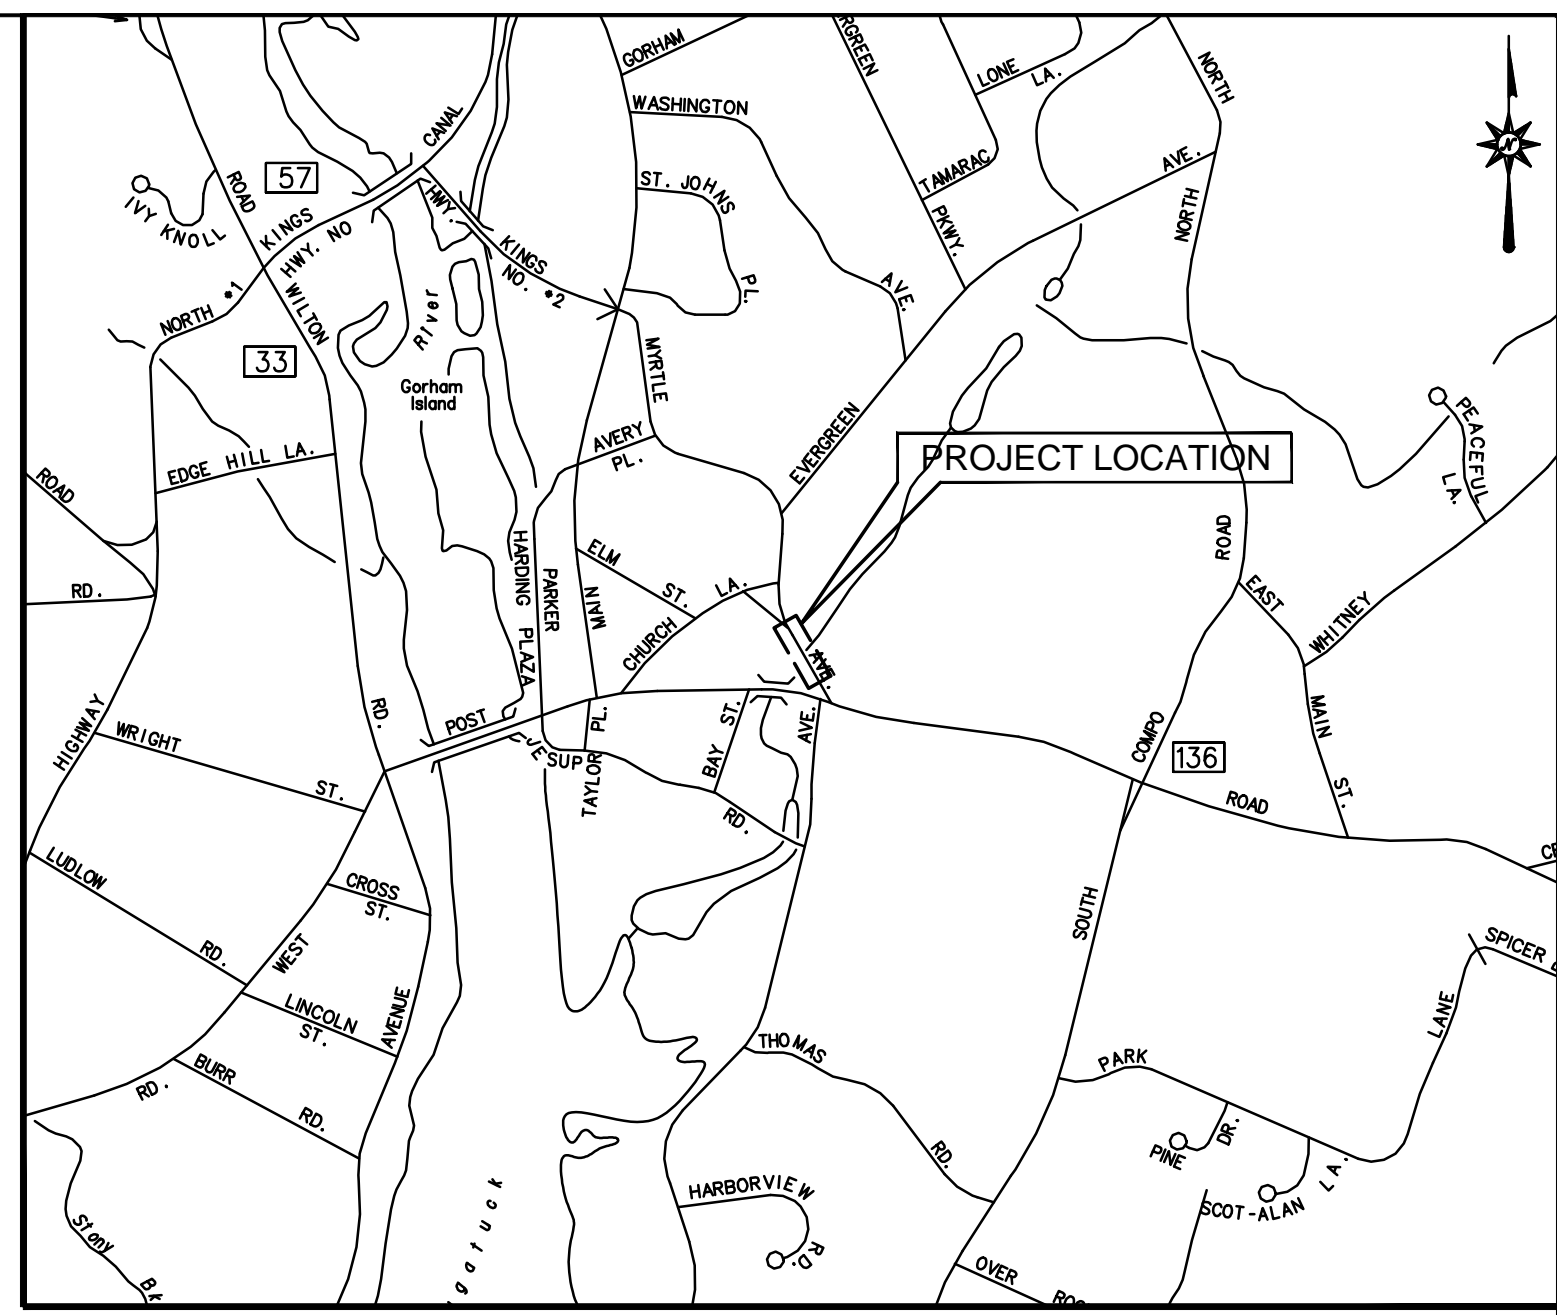 GORHAM
RGREEN
PKWY.
LONE
LA.
NORTH
N
WASHINGTON
AVE.
CANAL
ROAD
57
ST. JOHNS
PL.
TAMARAC
AVE.
NORTH
IVY KNOLL
KINGS
HWY. NO
HWY.
KINGS
NO. #2
NORTH #1
WILTON
River
33
MYRTLE
Gorham
Island
EVERGREEN
PEACEFUL
LA.
AVERY
PL.
PROJECT LOCATION
EDGE HILL LA.
ROAD
RD.
HARDING PLAZA
PARKER
MAIN
ELM
ST.
LA.
CHURCH
AVE.
ROAD
EAST
WHITNEY
MAIN
ST.
HIGHWAY
WRIGHT
ST.
RD.
POST
JESUP
TAYLOR
PL.
BAY
ST.
AVE.
RD.
COMPO
136
ROAD
LUDLOW
RD.
CROSS
ST.
WEST
AVENUE
SOUTH
SPICER
LANE
LINCOLN
ST.
BURR
RD.
RD.
THOMAS
RD.
PARK
PINE
DR.
SCOT-ALAN
LA.
HARBORVIEW
RD.
Stony
Bk
gatuck
OVER